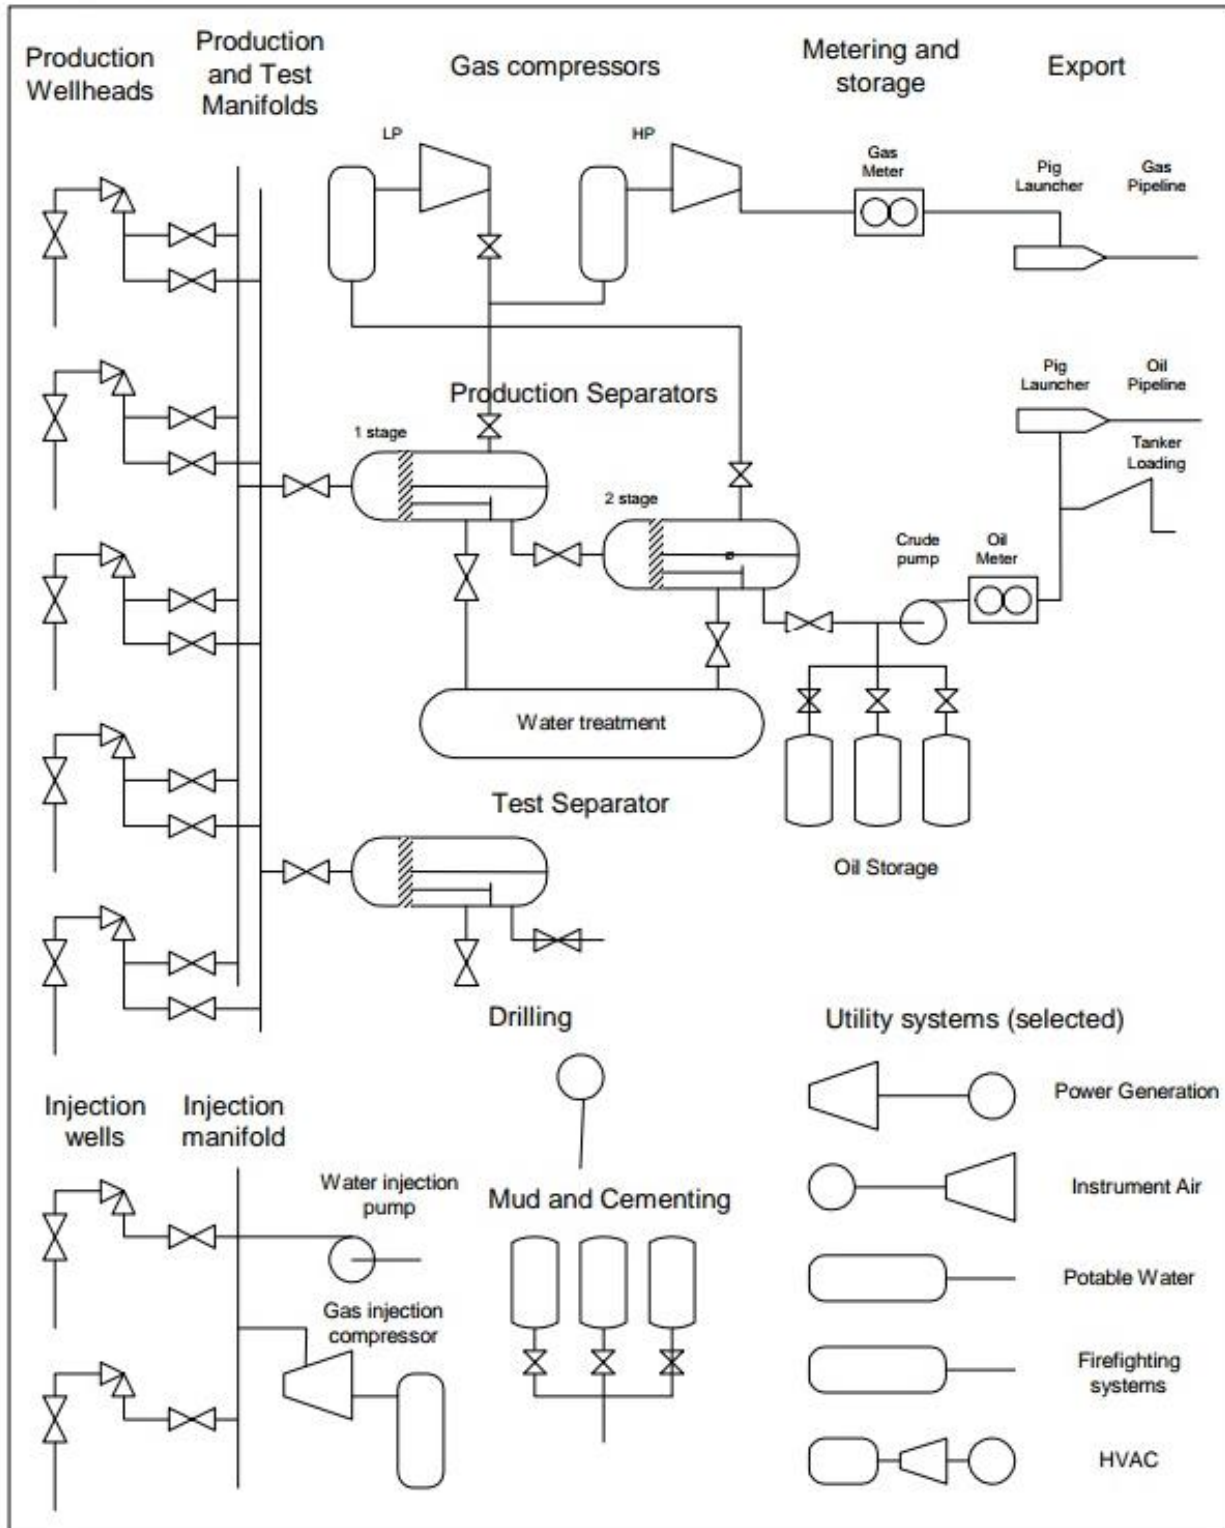 Production
Wellheads
Production
and Test
Manifolds
Gas compressors
Metering and
storage
Export
LP
HP
Gas
Meter
Pig
Launcher
Gas
Pipeline
Production Separators
1 stage
2 stage
Pig
Launcher
Oil
Pipeline
Tanker
Loading
Crude
pump
Oil
Meter
Water treatment
Test Separator
Oil Storage
Drilling
Utility systems (selected)
Power Generation
Injection
wells
Injection
manifold
Water injection
pump
Mud and Cementing
Instrument Air
Potable Water
Gas injection
compressor
Firefighting
systems
HVAC